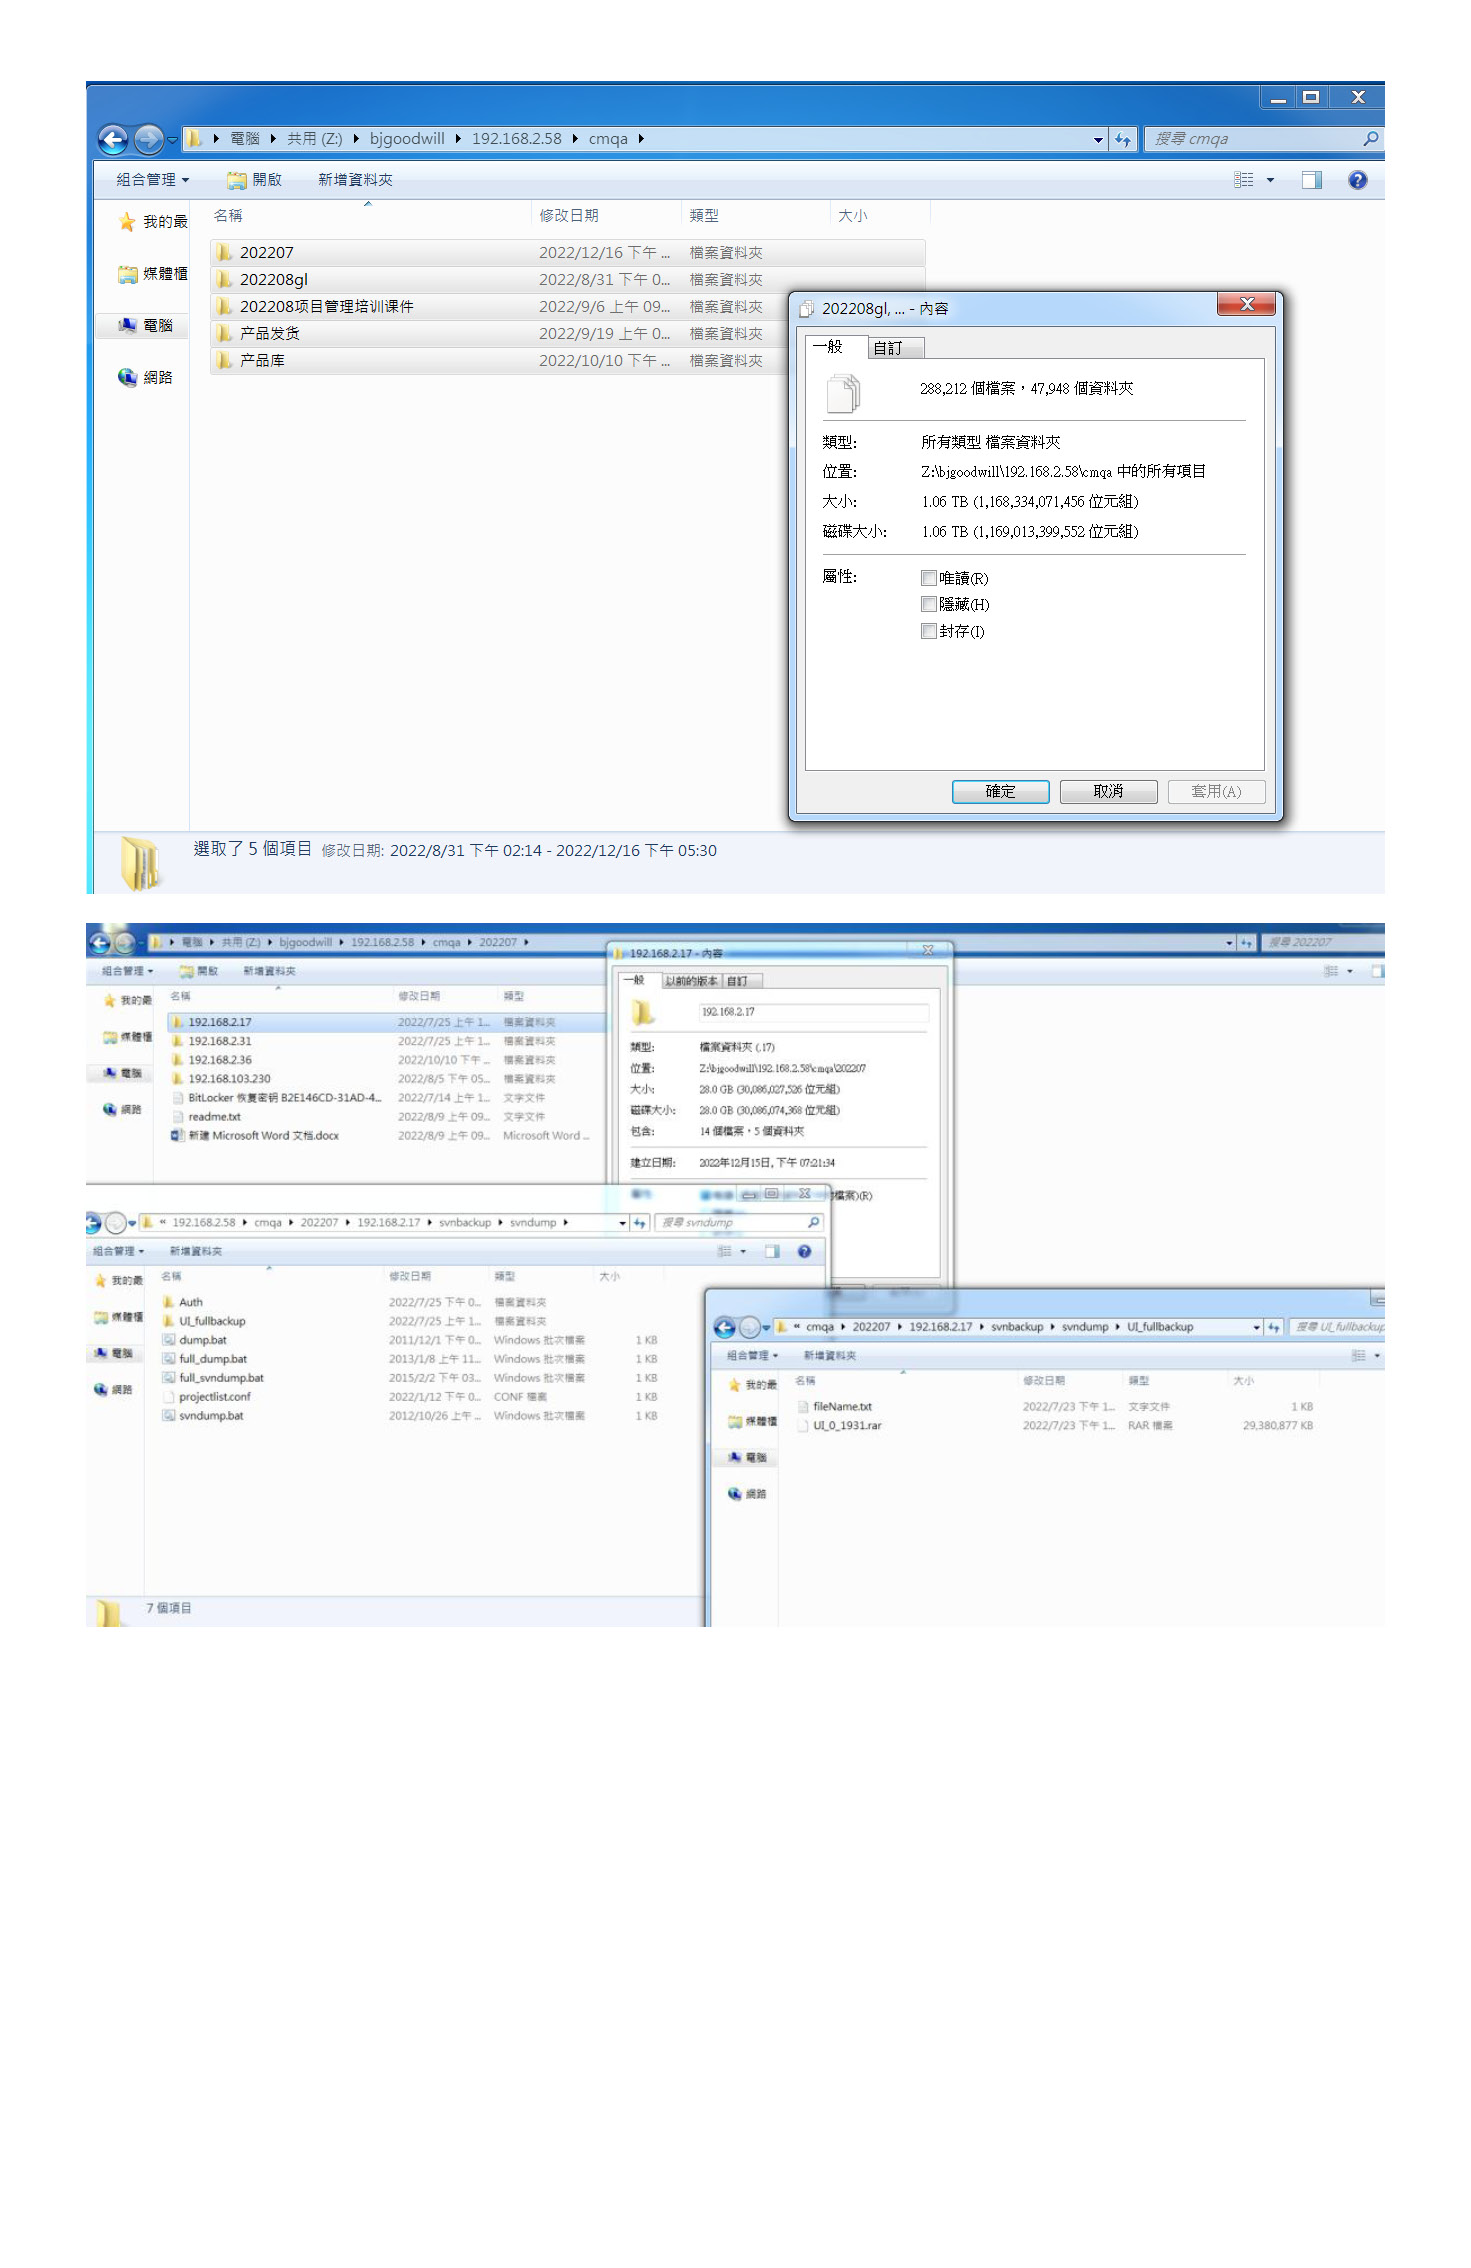 電腦 共用 (Z:) bjgoodwill 192.168.2.58 cmqa 搜尋 cmqa
組合管理 開啟 新增資料夾
我的最
媒體櫃
電腦
網路
名稱 修改日期 類型 大小
202207 2022/12/16 下午 ... 檔案資料夾
202208gl 2022/8/31 下午 0... 檔案資料夾
202208项目管理培训课件 2022/9/6 上午 09... 檔案資料夾
产品发货 2022/9/19 上午 0... 檔案資料夾
产品库 2022/10/10 下午 ... 檔案資料夾
202208gl, ... - 內容
一般 自訂
288,212 個檔案，47,948 個資料夾
類型: 所有類型 檔案資料夾
位置: Z:\bjgoodwill\192.168.2.58\cmqa 中的所有項目
大小: 1.06 TB (1,168,334,071,456 位元組)
磁碟大小: 1.06 TB (1,169,013,399,552 位元組)
屬性: 唯讀(R)
隱藏(H)
封存(I)
確定 取消 套用(A)
選取了 5 個項目 修改日期: 2022/8/31 下午 02:14 - 2022/12/16 下午 05:30
電腦 共用 (Z:) bjgoodwill 192.168.2.58 cmqa 202207 搜尋 202207
組合管理 開啟 新增資料夾
我的最
媒體櫃
電腦
網路
名稱 修改日期 類型
192.168.2.17 2022/7/25 上午 1... 檔案資料夾
192.168.2.31 2022/7/25 上午 1... 檔案資料夾
192.168.2.36 2022/10/10 下午 ... 檔案資料夾
192.168.103.230 2022/8/5 下午 05... 檔案資料夾
BitLocker 恢复密钥 B2E146CD-31AD-4... 2022/7/14 上午 1... 文字文件
readme.txt 2022/8/9 上午 09... 文字文件
新建 Microsoft Word 文档.docx 2022/8/9 上午 09... Microsoft Word ...
192.168.2.17 - 內容
一般 以前的版本 自訂
192.168.2.17
類型: 檔案資料夾 (.17)
位置: Z:\bjgoodwill\192.168.2.58\cmqa\202207
大小: 28.0 GB (30,086,027,526 位元組)
磁碟大小: 28.0 GB (30,086,074,368 位元組)
包含: 14 個檔案，5 個資料夾
建立日期: 2022年12月15日, 下午 07:21:34
檔案)(R)
« 192.168.2.58 cmqa 202207 192.168.2.17 svnbackup svndump 搜尋 svndump
組合管理 新增資料夾
我的最
媒體櫃
電腦
網路
名稱 修改日期 類型 大小
Auth 2022/7/25 下午 0... 檔案資料夾
UI_fullbackup 2022/7/25 上午 1... 檔案資料夾
dump.bat 2011/12/1 下午 0... Windows 批次檔案 1 KB
full_dump.bat 2013/1/8 上午 11... Windows 批次檔案 1 KB
full_svndump.bat 2015/2/2 下午 03... Windows 批次檔案 1 KB
projectlist.conf 2022/1/12 下午 0... CONF 檔案 1 KB
svndump.bat 2012/10/26 上午 ... Windows 批次檔案 1 KB
7 個項目
« cmqa 202207 192.168.2.17 svnbackup svndump UI_fullbackup 搜尋 UI_fullbackup
組合管理 新增資料夾
我的最
媒體櫃
電腦
網路
名稱 修改日期 類型 大小
fileName.txt 2022/7/23 下午 1... 文字文件 1 KB
UI_0_1931.rar 2022/7/23 下午 1... RAR 檔案 29,380,877 KB